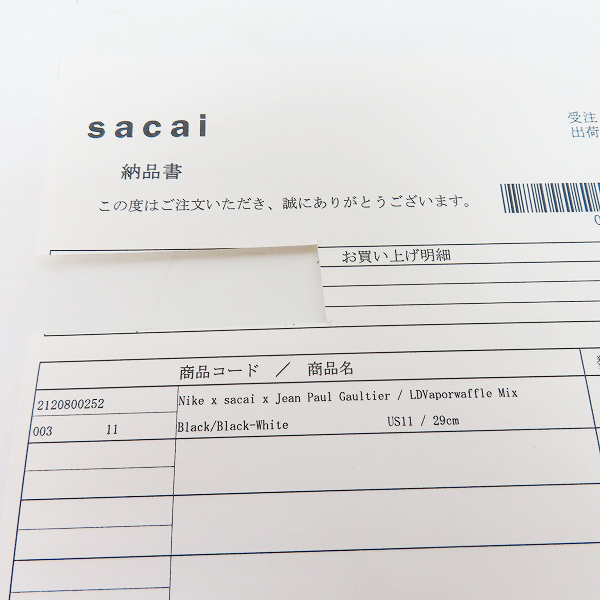 sacai
受注
出荷
納品書
この度はご注文いただき、誠にありがとうございます。
C
お買い上げ明細
商品コード ／ 商品名
2120800252 Nike x sacai x Jean Paul Gaultier / LDVaporwaffle Mix
003 11 Black/Black-White US11 / 29cm